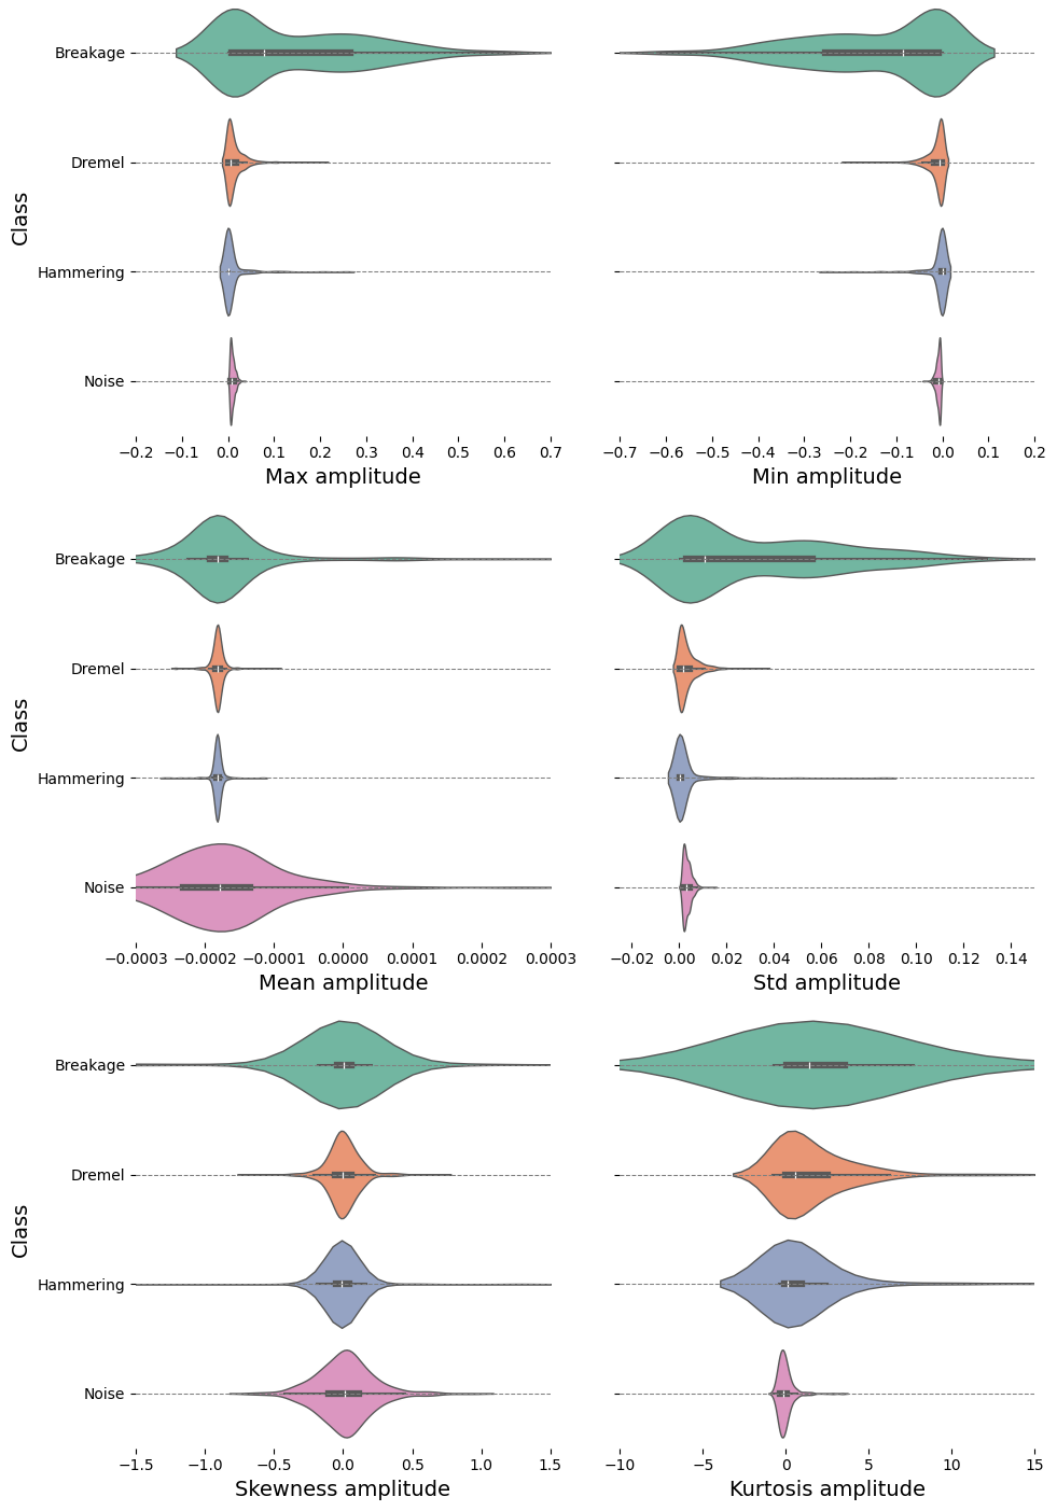 Class
Breakage
Dremel
Hammering
Noise
−0.2 −0.1 0.0 0.1 0.2 0.3 0.4 0.5 0.6 0.7
Max amplitude
−0.7 −0.6 −0.5 −0.4 −0.3 −0.2 −0.1 0.0 0.1 0.2
Min amplitude
Class
Breakage
Dremel
Hammering
Noise
−0.0003 −0.0002 −0.0001 0.0000 0.0001 0.0002 0.0003
Mean amplitude
−0.02 0.00 0.02 0.04 0.06 0.08 0.10 0.12 0.14
Std amplitude
Class
Breakage
Dremel
Hammering
Noise
−1.5 −1.0 −0.5 0.0 0.5 1.0 1.5
Skewness amplitude
−10 −5 0 5 10 15
Kurtosis amplitude